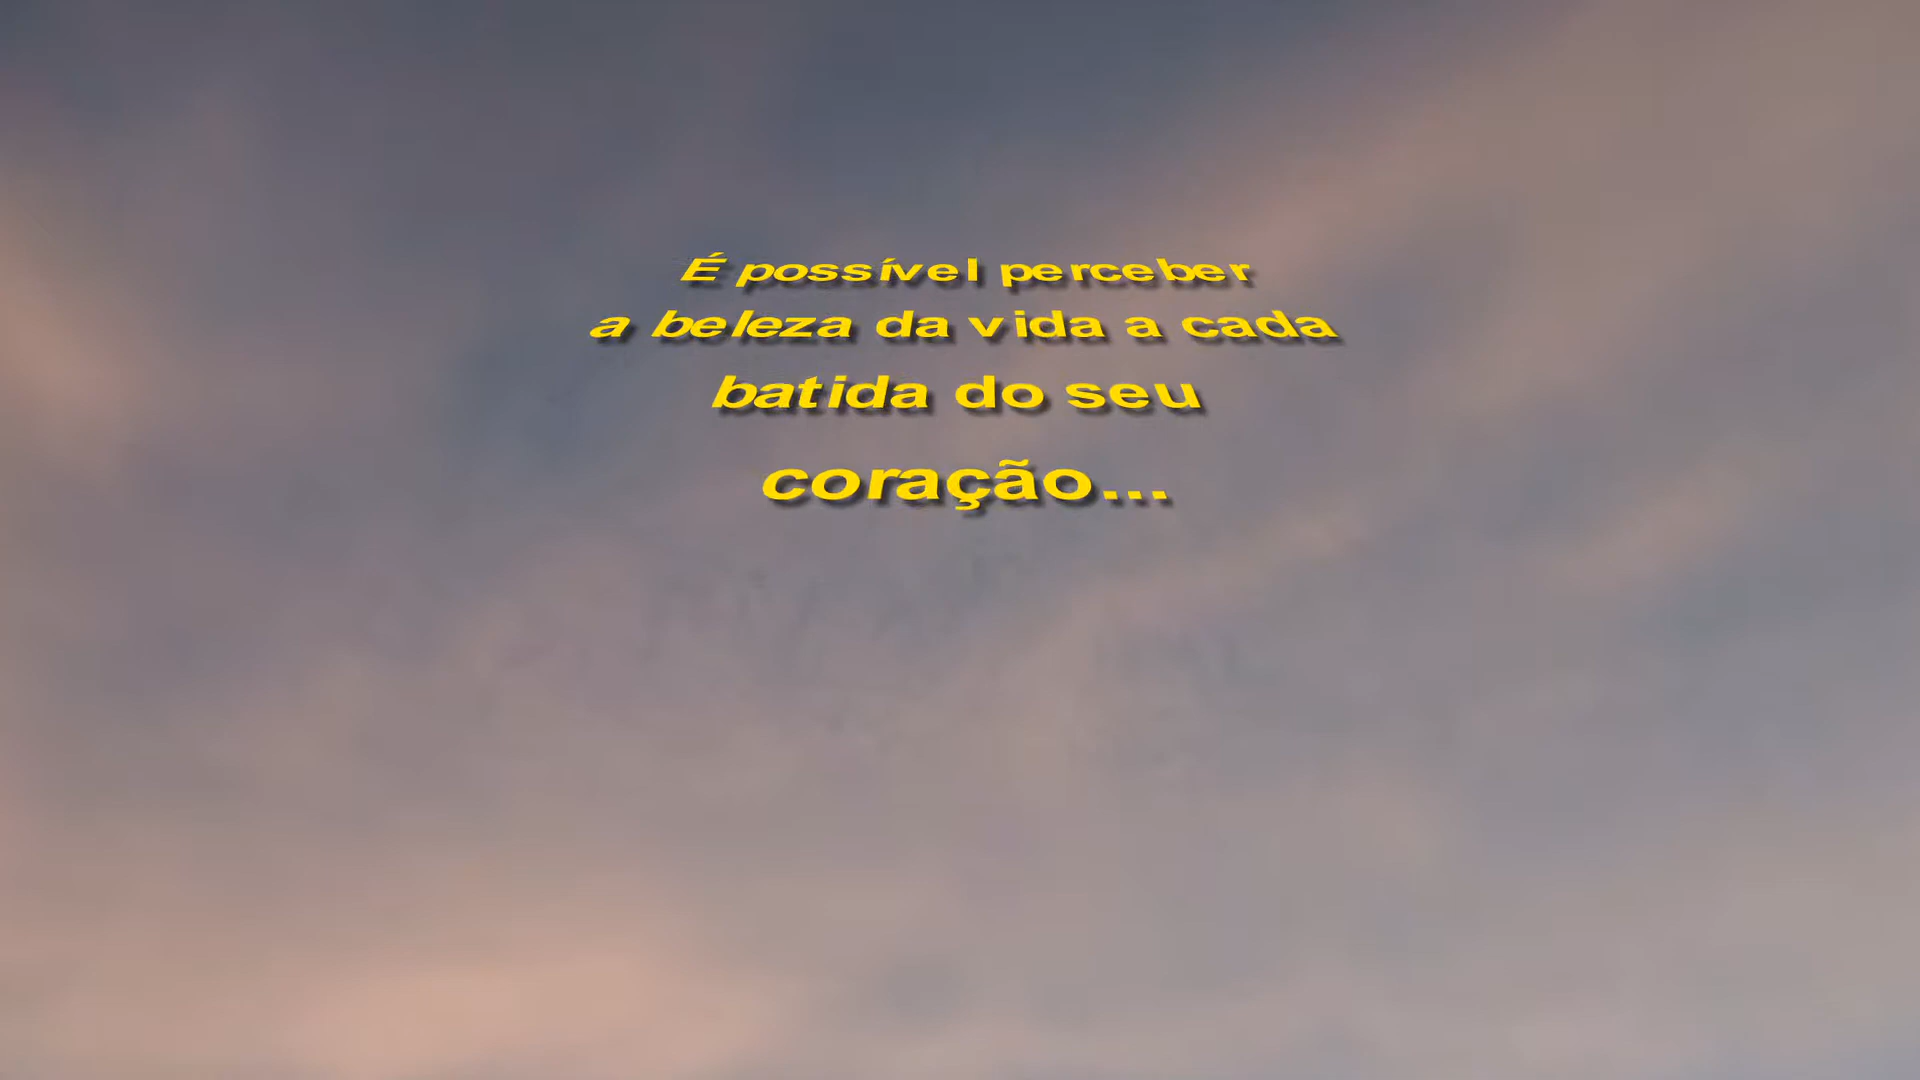 É possível perceber
a beleza da vida a cada
batida do seu
coração...